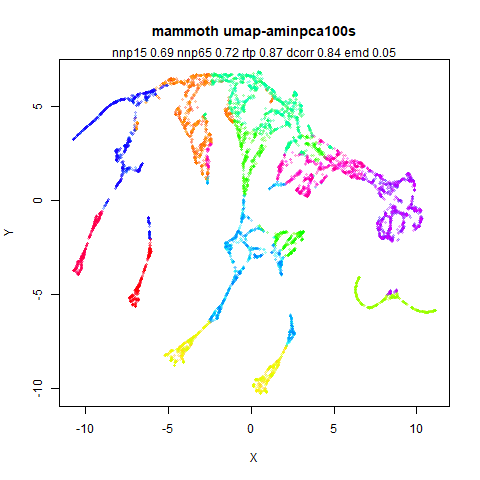 mammoth umap-aminpca100s
nnp15 0.69 nnp65 0.72 rtp 0.87 dcorr 0.84 emd 0.05
5
0
-5
-10
Y
-10 -5 0 5 10
X